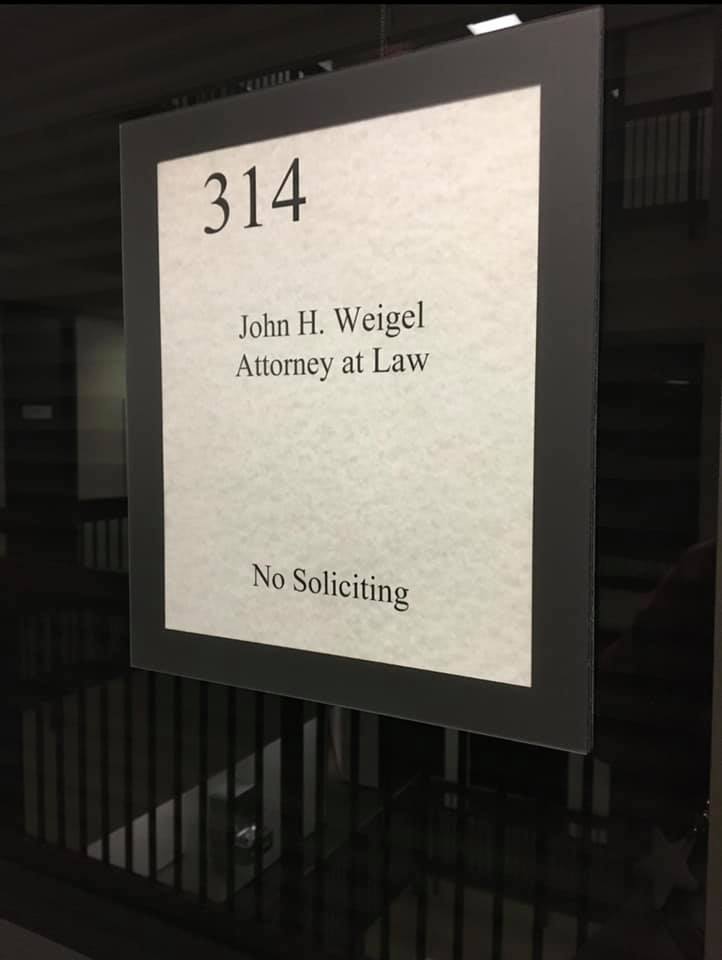 314
John H. Weigel
Attorney at Law
No Soliciting